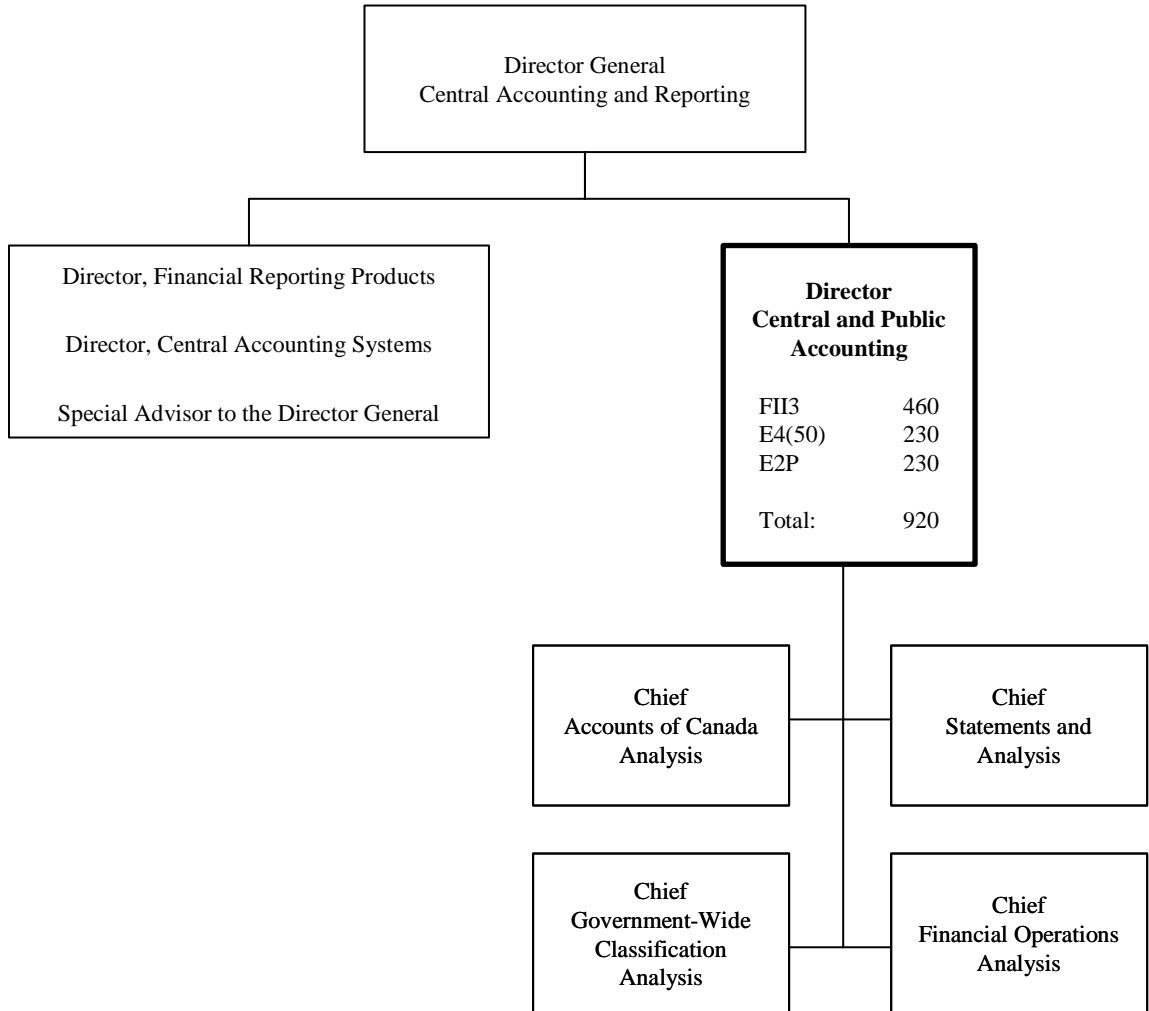 Director General
Central Accounting and Reporting
Director, Financial Reporting Products
Director, Central Accounting Systems
Special Advisor to the Director General
Director
Central and Public
Accounting
FII3 460
E4(50) 230
E2P 230
Total: 920
Chief
Accounts of Canada
Analysis
Chief
Statements and
Analysis
Chief
Government-Wide
Classification
Analysis
Chief
Financial Operations
Analysis